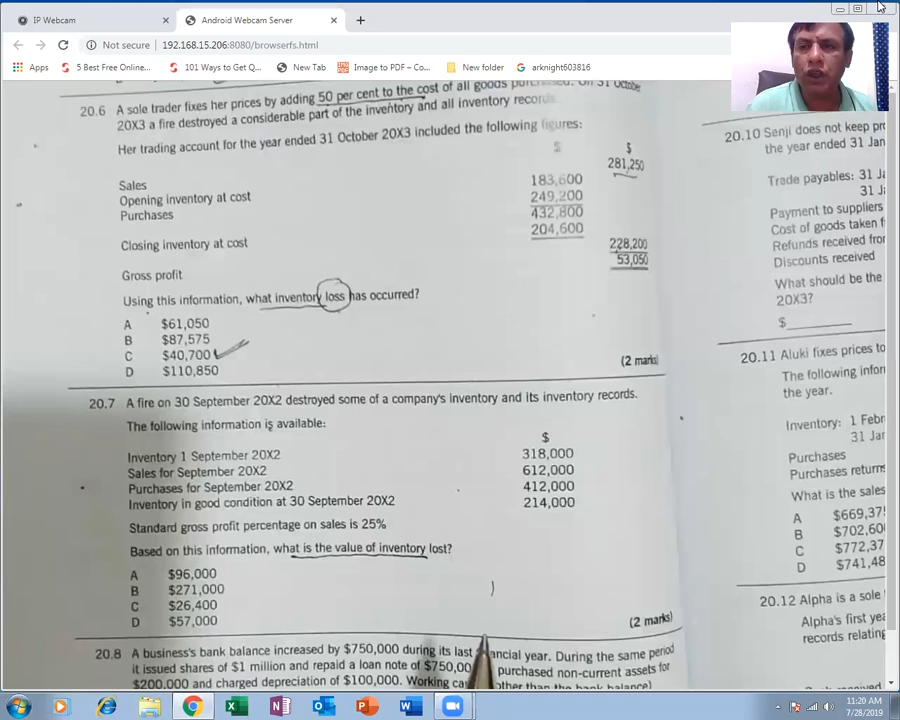 IP Webcam
Android Webcam Server
Not secure
192.168.15.206:8080/browserfs.html
Apps
5 Best Free Online...
101 Ways to Get Q...
New Tab
Image to PDF – Co...
New folder
arknight603816
20.6 A sole trader fixes her prices by adding 50 per cent to the cost of all goods purchased. On 31 October
20X3 a fire destroyed a considerable part of the inventory and all inventory records.
Her trading account for the year ended 31 October 20X3 included the following figures:
$ $
Sales 281,250
Opening inventory at cost 183,600
Purchases 249,200
432,800
Closing inventory at cost 204,600
228,200
Gross profit 53,050
Using this information, what inventory loss has occurred?
A $61,050
B $87,575
C $40,700
D $110,850
(2 marks)
20.7 A fire on 30 September 20X2 destroyed some of a company's inventory and its inventory records.
The following information is available:
$
Inventory 1 September 20X2 318,000
Sales for September 20X2 612,000
Purchases for September 20X2 412,000
Inventory in good condition at 30 September 20X2 214,000
Standard gross profit percentage on sales is 25%
Based on this information, what is the value of inventory lost?
A $96,000
B $271,000
C $26,400
D $57,000
(2 marks)
20.8 A business's bank balance increased by $750,000 during its last financial year. During the same period
it issued shares of $1 million and repaid a loan note of $750,00 purchased non-current assets for
$200,000 and charged depreciation of $100,000. Working ca other than the bank balance)
20.10 Senji does not keep pr
the year ended 31 Jan
Trade payables: 31 J
31 J
Payment to suppliers
Cost of goods taken f
Refunds received fro
Discounts received
What should be the
20X3?
$
20.11 Aluki fixes prices to
The following infor
the year.
Inventory: 1 Febr
31 Jar
Purchases
Purchases return
What is the sales
A $669,37
B $702,60
C $772,37
D $741,48
20.12 Alpha is a sole
Alpha's first yea
records relating
11:20 AM
7/28/2019